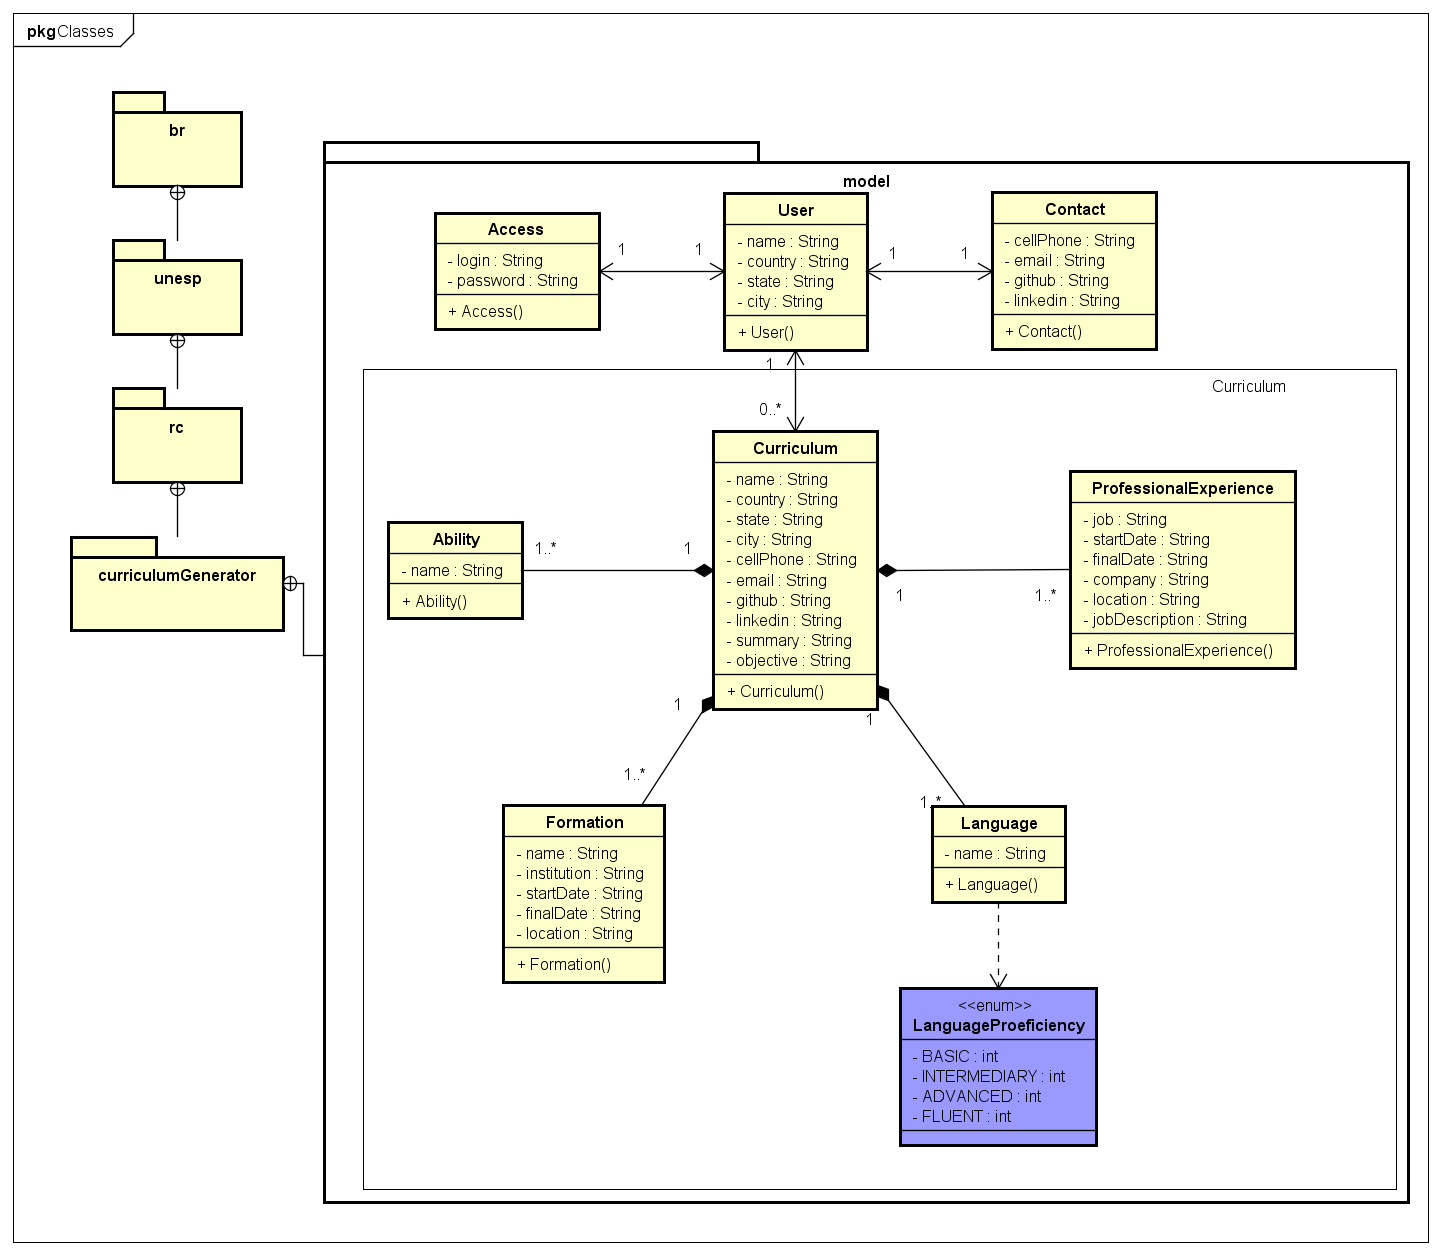 pkgClasses
br
unesp
rc
curriculumGenerator
model
Access
- login : String
- password : String
+ Access()
1
1
User
- name : String
- country : String
- state : String
- city : String
+ User()
1
1
Contact
- cellPhone : String
- email : String
- github : String
- linkedin : String
+ Contact()
1
0..*
Curriculum
Curriculum
- name : String
- country : String
- state : String
- city : String
- cellPhone : String
- email : String
- github : String
- linkedin : String
- summary : String
- objective : String
+ Curriculum()
Ability
- name : String
+ Ability()
1..*
1
ProfessionalExperience
- job : String
- startDate : String
- finalDate : String
- company : String
- location : String
- jobDescription : String
+ ProfessionalExperience()
1
1..*
1
1..*
Formation
- name : String
- institution : String
- startDate : String
- finalDate : String
- location : String
+ Formation()
1
1..*
Language
- name : String
+ Language()
<<enum>>
LanguageProeficiency
- BASIC : int
- INTERMEDIARY : int
- ADVANCED : int
- FLUENT : int